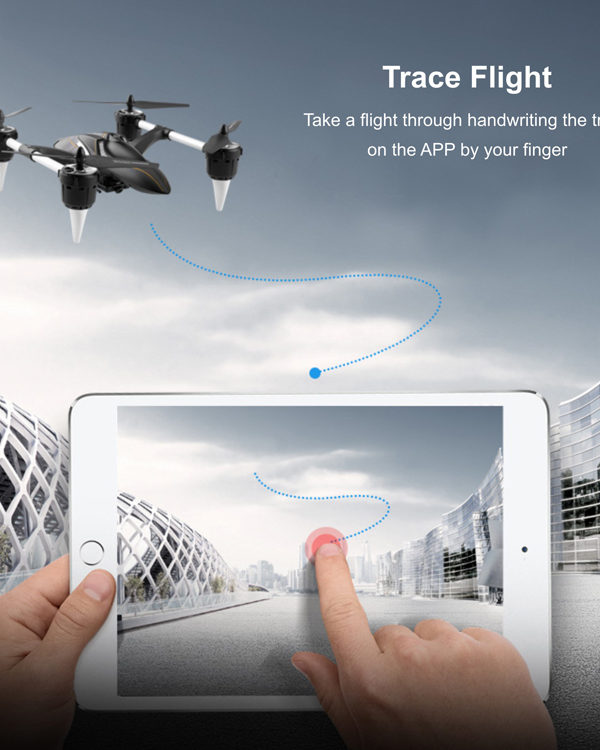 Trace Flight
Take a flight through handwriting the
on the APP by your finger